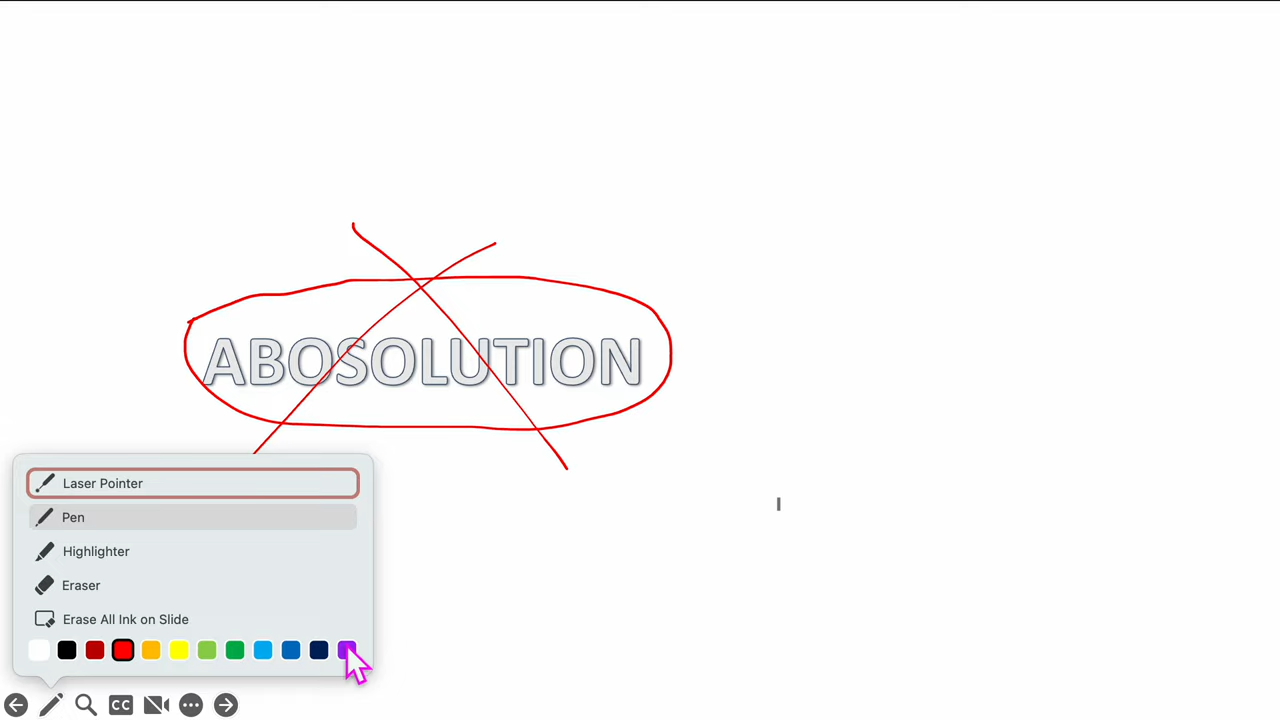 ABOSOLUTION
Laser Pointer
Pen
Highlighter
Eraser
Erase All Ink on Slide
CC